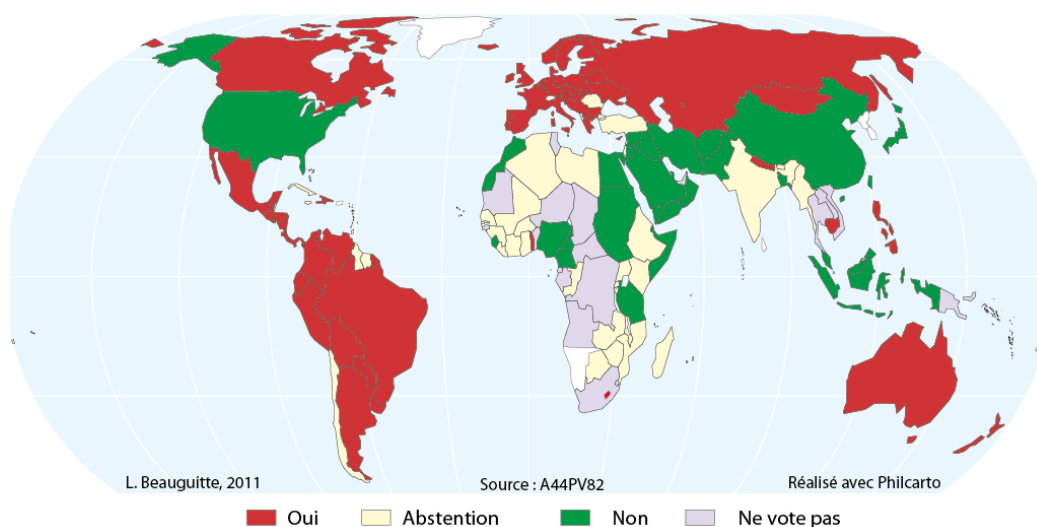 L. Beauguitte, 2011 Source : A44PV82 Réalisé avec Philcarto
Oui Abstention Non Ne vote pas